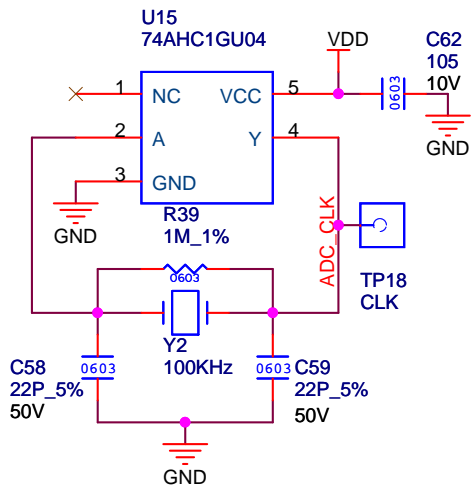 U15
74AHC1GU04
VDD
C62
105
10V
0603
GND
1
NC
VCC
5
2
A
Y
4
3
GND
GND
R39
1M_1%
0603
ADC_CLK
TP18
CLK
Y2
100KHz
C58
22P_5%
50V
0603
0603
C59
22P_5%
50V
GND